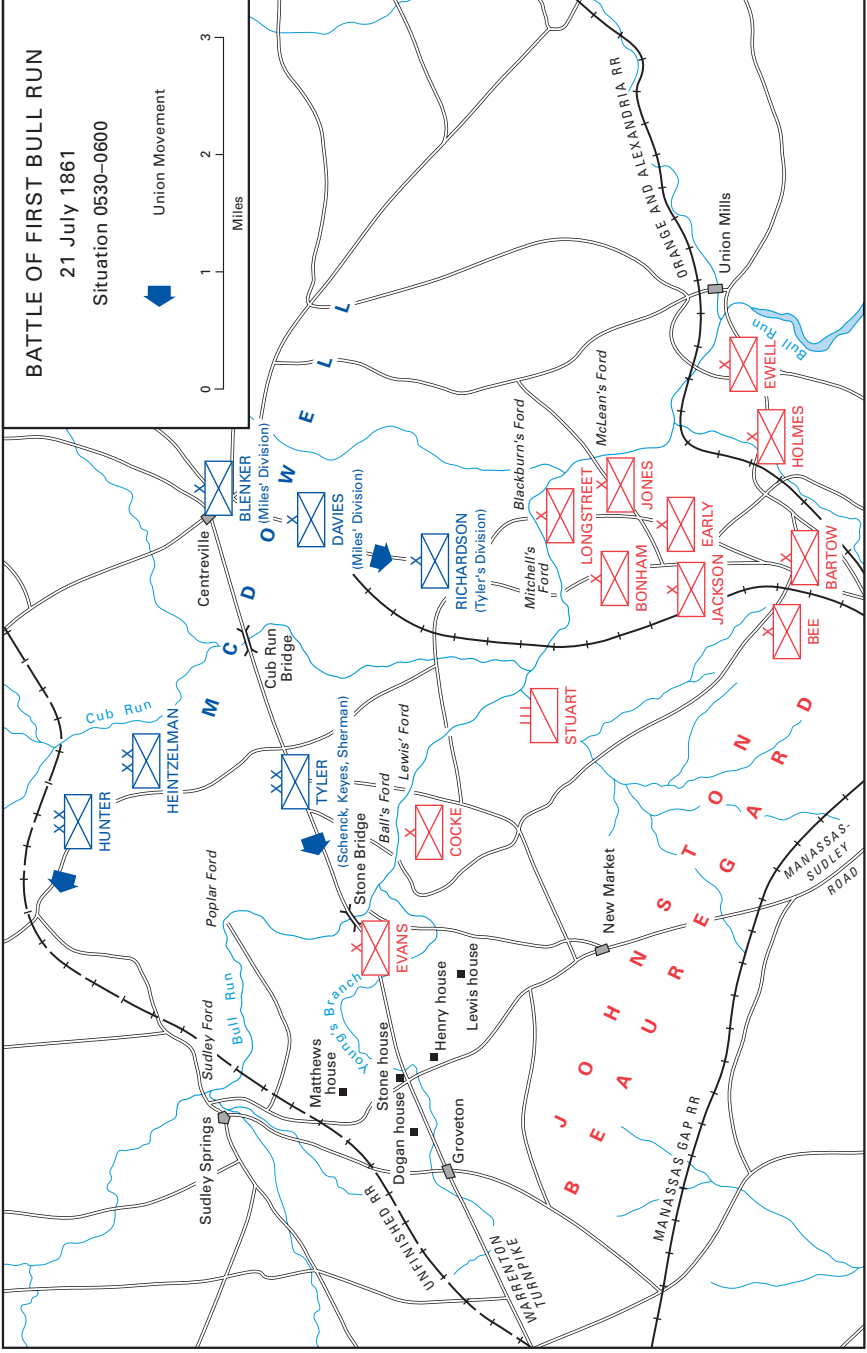 BATTLE OF FIRST BULL RUN
21 July 1861
Situation 0530–0600
Union Movement
0
1
2
3
Miles
HUNTER
X X
HEINTZELMAN
X X
Cub Run
Poplar Ford
Sudley Ford
Bull Run
Sudley Springs
UNFINISHED RR
Centreville
X
BLENKER
(Miles' Division)
X
DAVIES
(Miles' Division)
McDOWELL
Cub Run
Bridge
X X
TYLER
(Schenck, Keyes, Sherman)
RICHARDSON
(Tyler's Division)
Stone Bridge
Ball's Ford
Lewis' Ford
Mitchell's
Ford
Blackburn's Ford
McLean's Ford
Young's Branch
Matthews
house
Stone house
Dogan house
Henry house
Lewis house
Groveton
WARRENTON
TURNPIKE
X
EVANS
X
COCKE
III
STUART
X
LONGSTREET
X
BONHAM
X
JONES
X
EARLY
X
JACKSON
X
BEE
X
BARTOW
X
HOLMES
X
EWELL
Bull Run
Union Mills
ORANGE AND ALEXANDRIA RR
New Market
JOHNSTON
BEAUREGARD
MANASSAS GAP RR
MANASSAS-
SUDLEY
ROAD